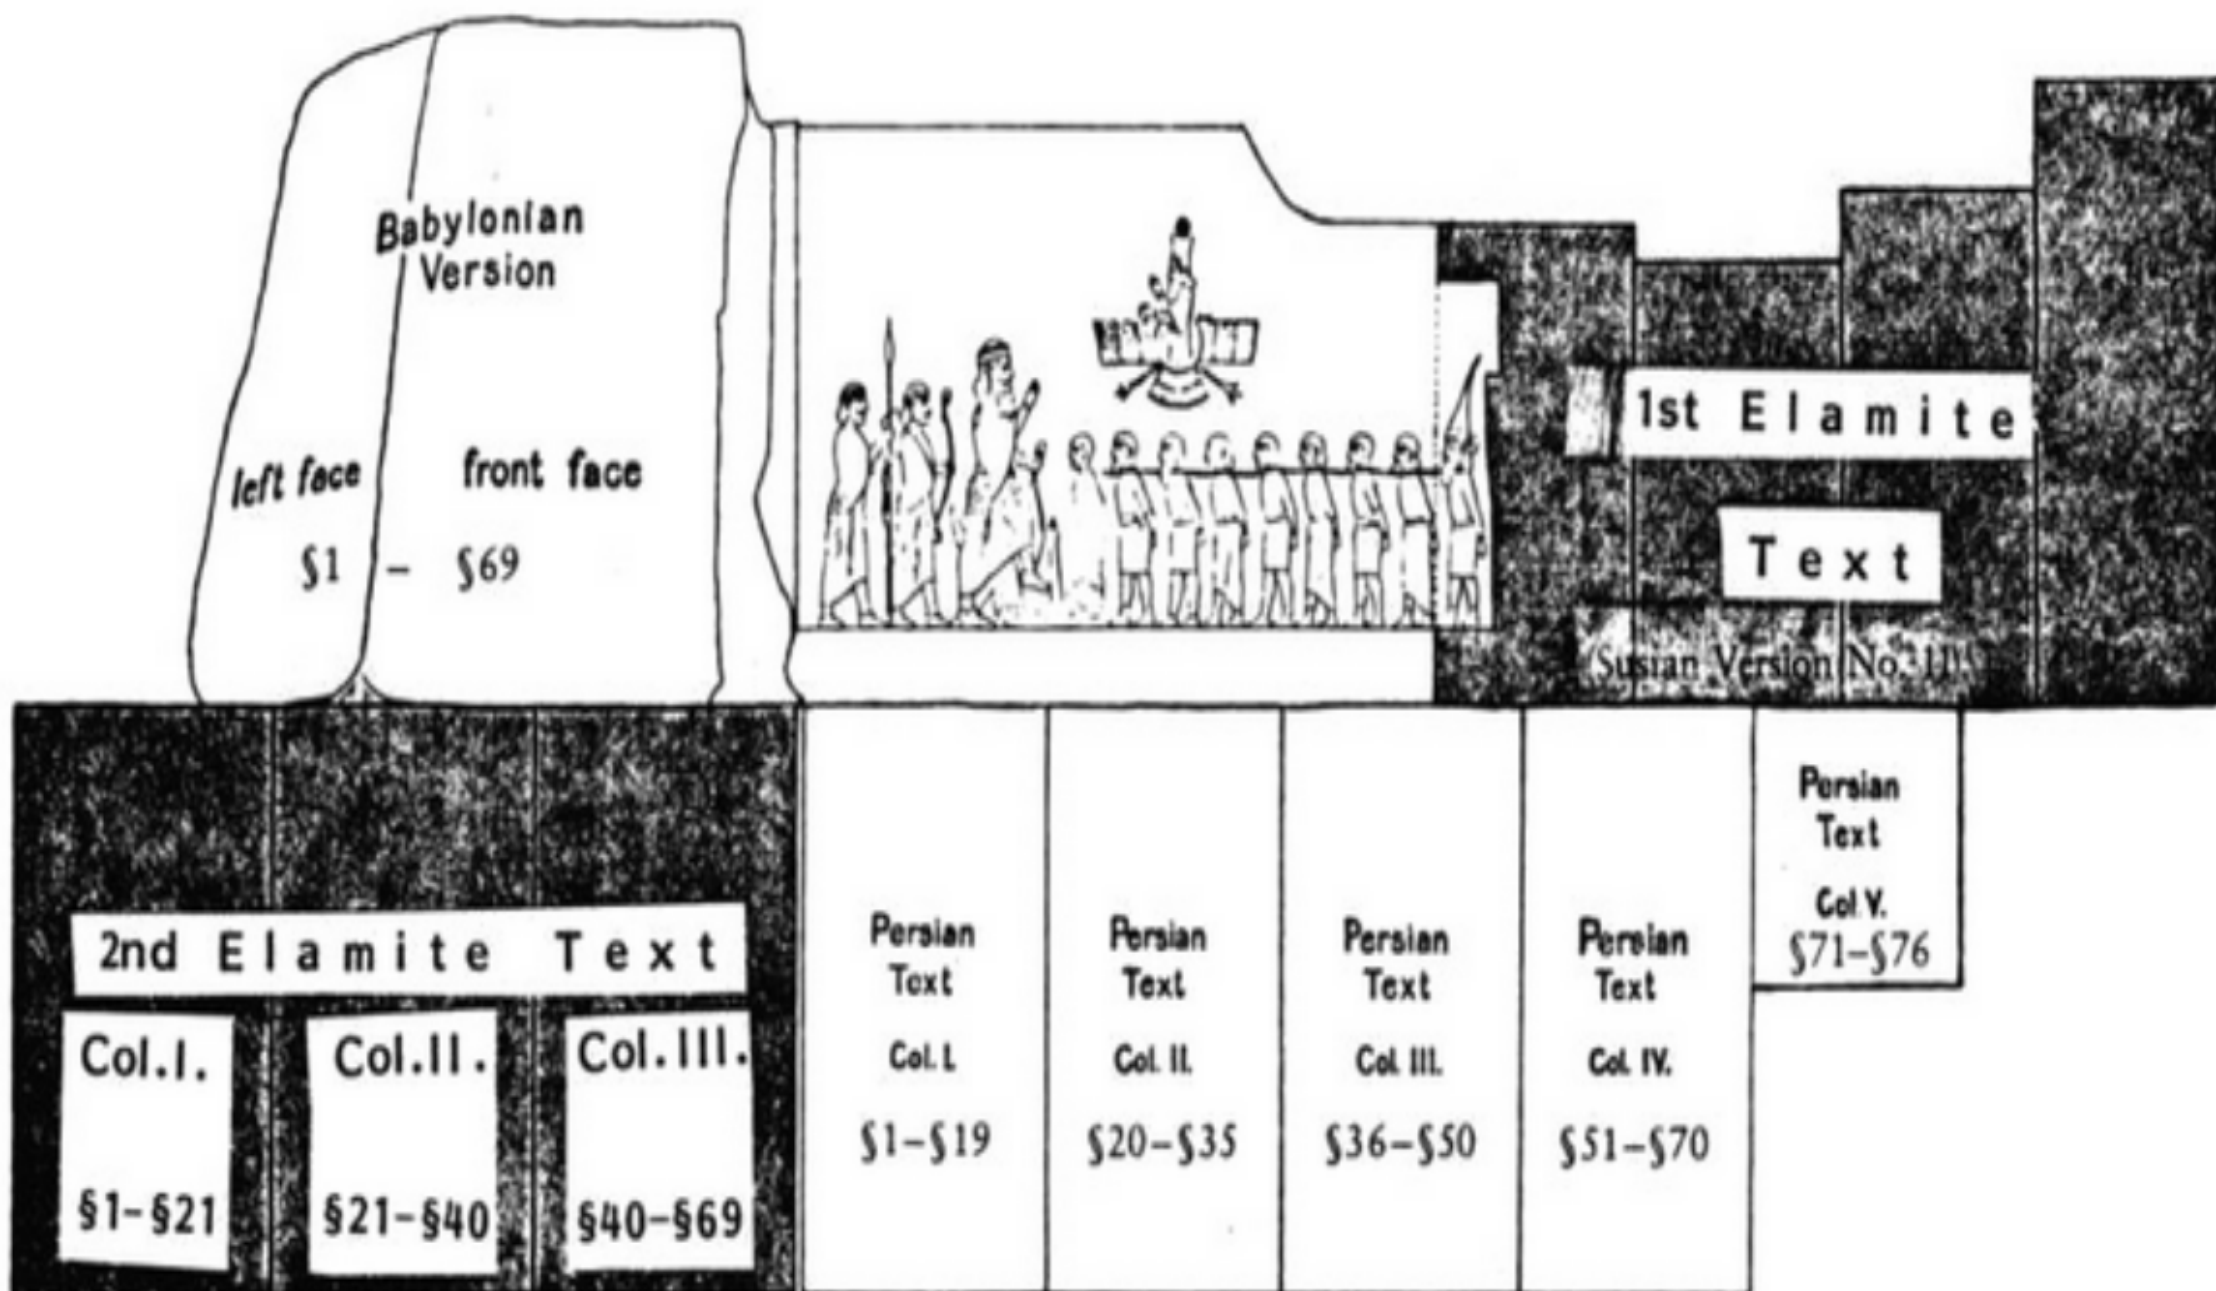 Babylonian
Version
left face
front face
§1 – §69
1st Elamite
Text
(Susian Version No.
2nd Elamite Text
Col.I.
§1–§21
Col.II.
§21–§40
Col.III.
§40–§69
Persian
Text
Col. I.
§1–§19
Persian
Text
Col. II.
§20–§35
Persian
Text
Col. III.
§36–§50
Persian
Text
Col. IV.
§51–§70
Persian
Text
Col V.
§71–§76